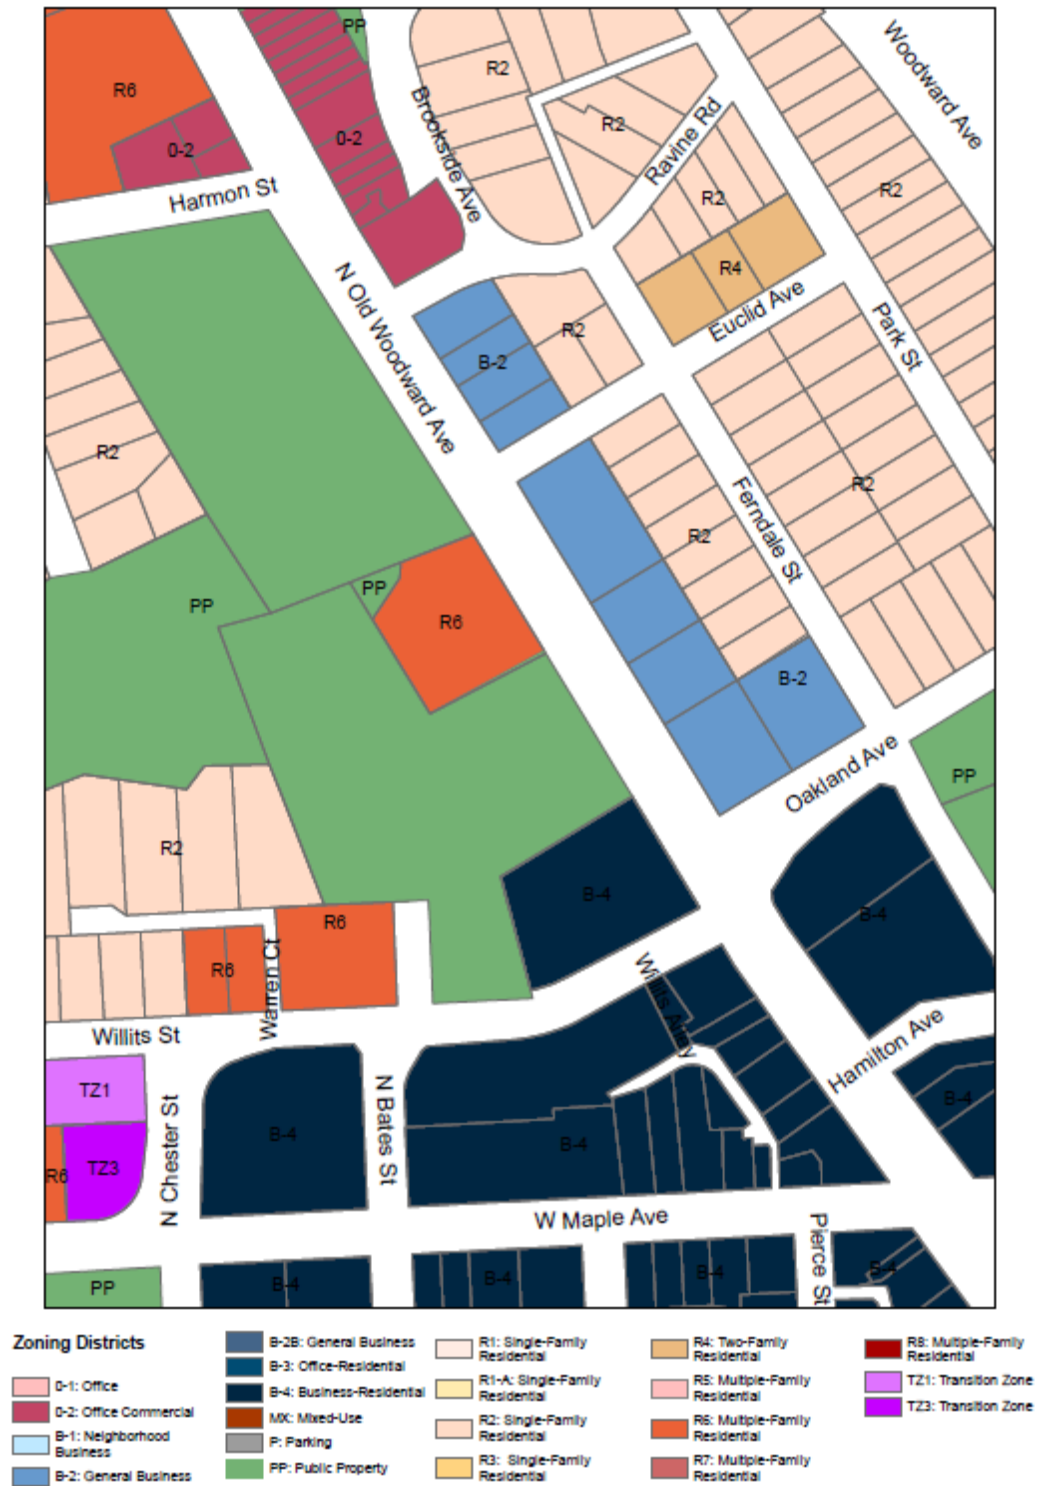 PP
Woodward Ave
R2
R6
Brookside Ave
R2
0-2
0-2
Ravine Rd
R2
Harmon St
R2
R4
N Old Woodward Ave
Euclid Ave
R2
Park St
B-2
R2
R2
Ferndale St
R2
PP
PP
R6
B-2
Oakland Ave
PP
R2
B-4
B-4
R6
R6
Warren Ct
Willits Alley
Willits St
Hamilton Ave
TZ1
N Chester St
N Bates St
B-4
B-4
B-4
R6
TZ3
W Maple Ave
Pierce St
PP
B-4
B-4
B-4
B-4
Zoning Districts
0-1: Office
0-2: Office Commercial
B-1: Neighborhood
Business
B-2: General Business
B-2B: General Business
B-3: Office-Residential
B-4: Business-Residential
MX: Mixed-Use
P: Parking
PP: Public Property
R1: Single-Family
Residential
R1-A: Single-Family
Residential
R2: Single-Family
Residential
R3: Single-Family
Residential
R4: Two-Family
Residential
R5: Multiple-Family
Residential
R6: Multiple-Family
Residential
R7: Multiple-Family
Residential
R8: Multiple-Family
Residential
TZ1: Transition Zone
TZ3: Transition Zone